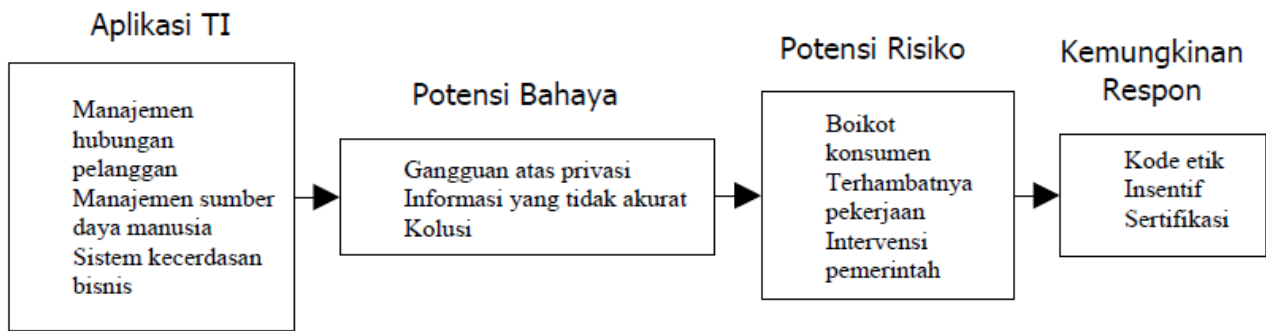 Aplikasi TI
Manajemen
hubungan
pelanggan
Manajemen sumber
daya manusia
Sistem kecerdasan
bisnis
Potensi Bahaya
Gangguan atas privasi
Informasi yang tidak akurat
Kolusi
Potensi Risiko
Boikot
konsumen
Terhambatnya
pekerjaan
Intervensi
pemerintah
Kemungkinan
Respon
Kode etik
Insentif
Sertifikasi